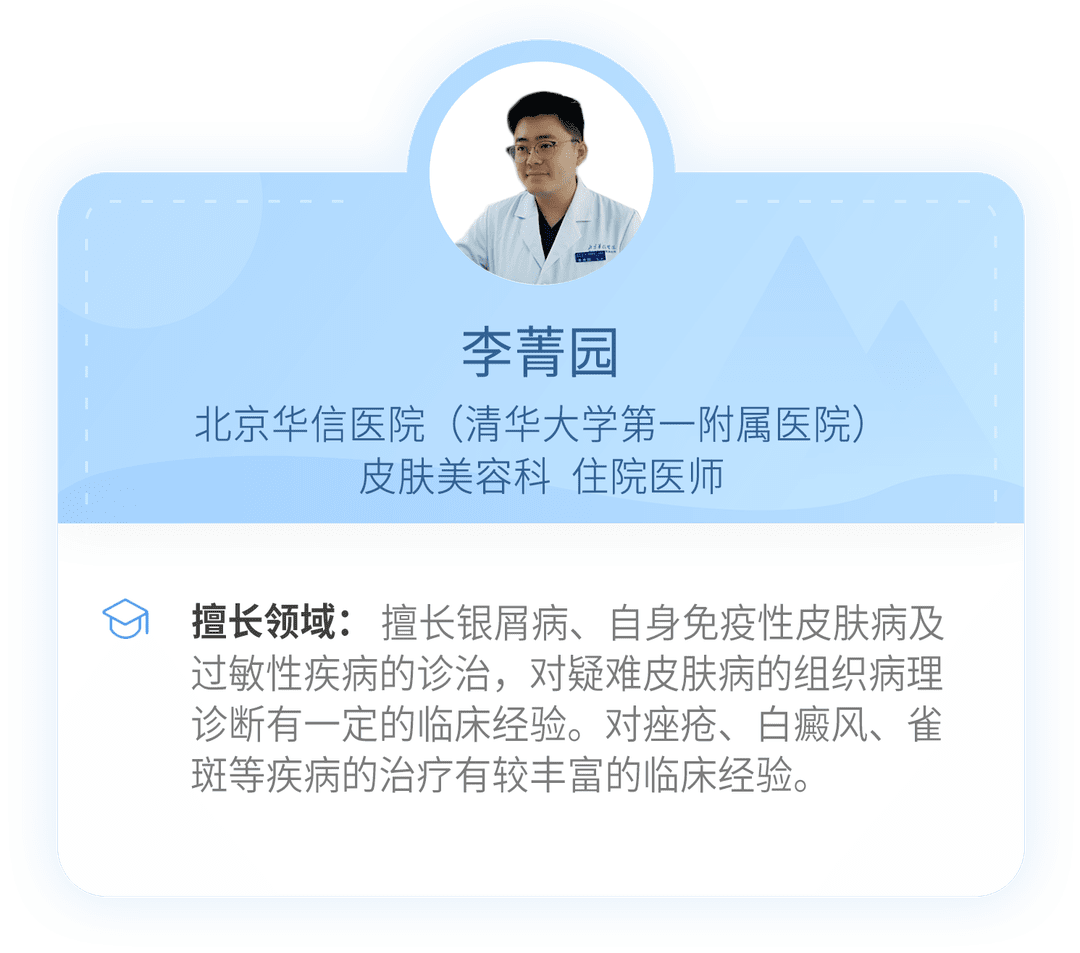 李菁园
北京华信医院（清华大学第一附属医院）
皮肤美容科 住院医师
擅长领域： 擅长银屑病、自身免疫性皮肤病及
过敏性疾病的诊治，对疑难皮肤病的组织病理
诊断有一定的临床经验。对痤疮、白癜风、雀
斑等疾病的治疗有较丰富的临床经验。